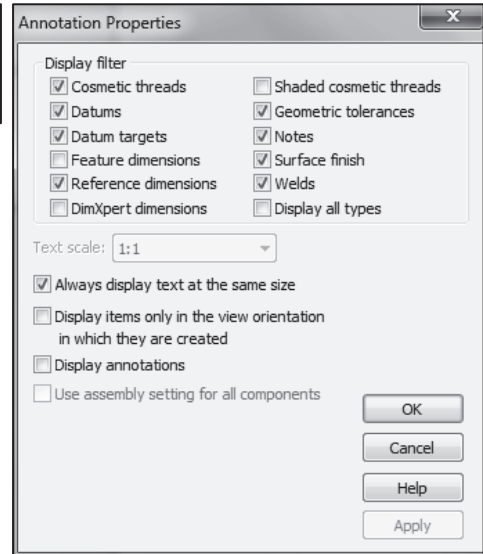 Annotation Properties
Display filter
Cosmetic threads
Shaded cosmetic threads
Datums
Geometric tolerances
Datum targets
Notes
Feature dimensions
Surface finish
Reference dimensions
Welds
DimXpert dimensions
Display all types
Text scale: 1:1
Always display text at the same size
Display items only in the view orientation
in which they are created
Display annotations
Use assembly setting for all components
OK
Cancel
Help
Apply